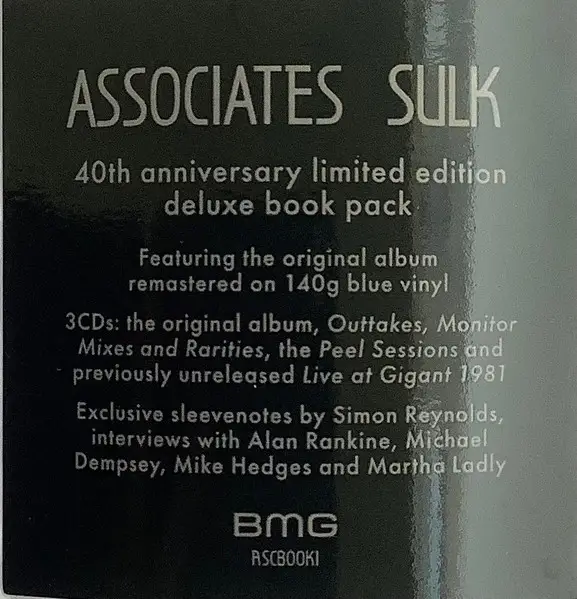 ASSOCIATES SULK
40th anniversary limited edition
deluxe book pack
Featuring the original album
remastered on 140g blue vinyl
3CDs: the original album, Outtakes, Monitor
Mixes and Rarities, the Peel Sessions and
previously unreleased Live at Gigant 1981
Exclusive sleevenotes by Simon Reynolds,
interviews with Alan Rankine, Michael
Dempsey, Mike Hedges and Martha Ladly
BMG
ASCBOOK1